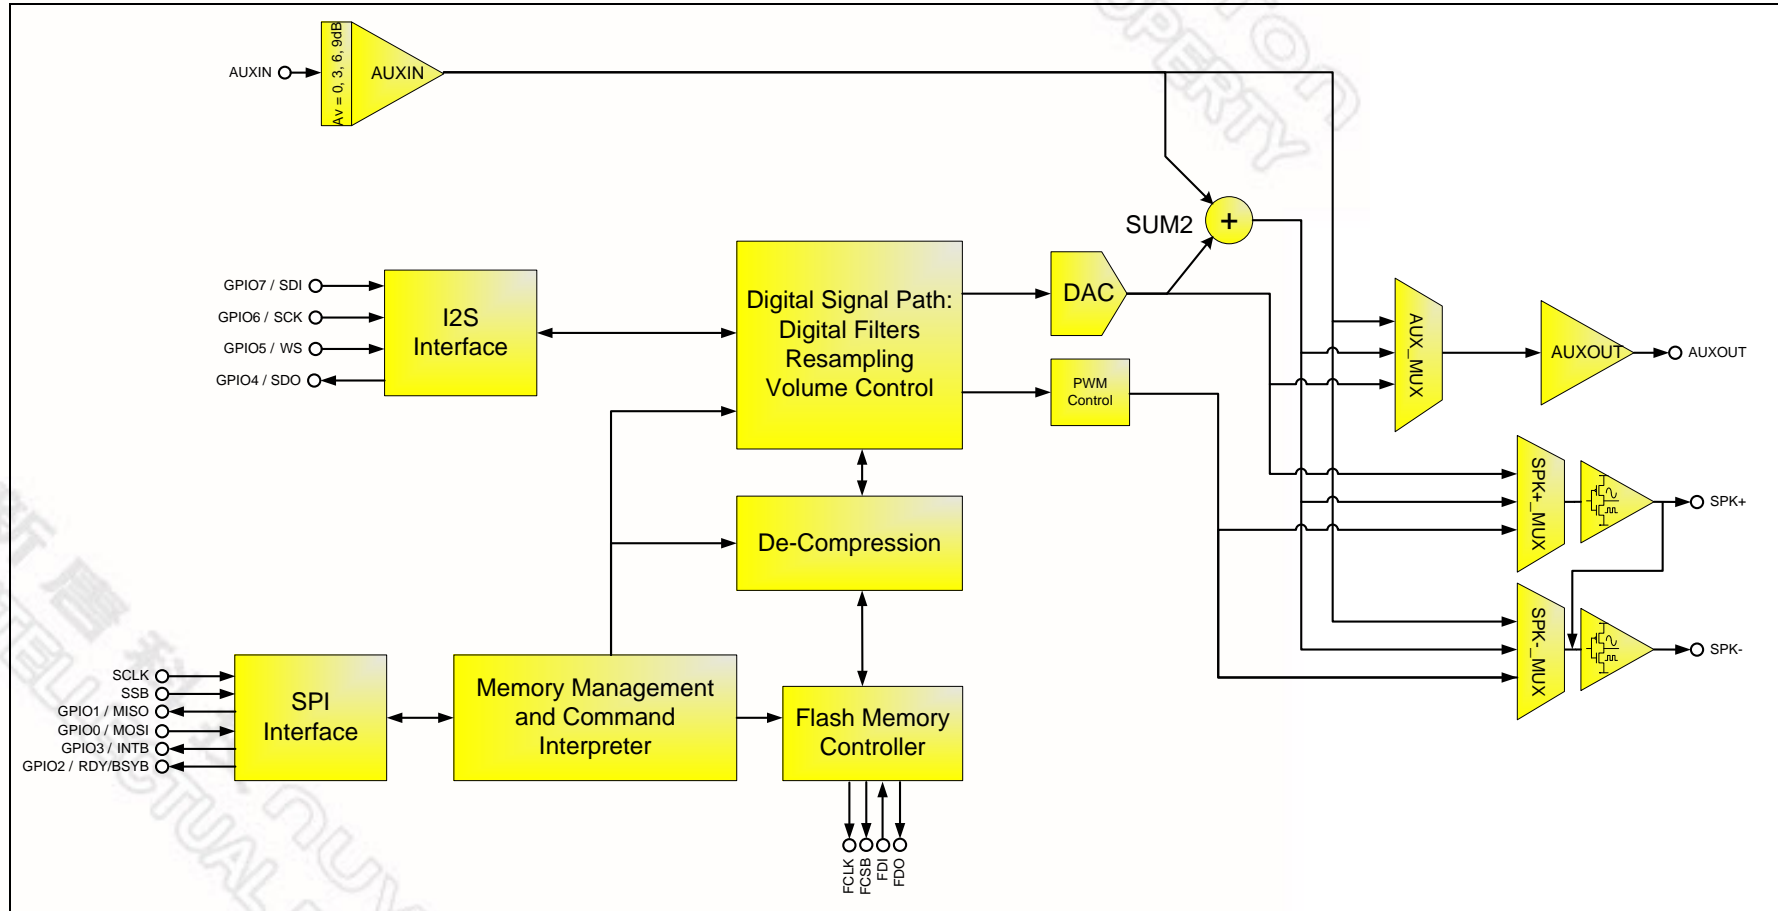 Av = 0, 3, 6, 9dB
AUXIN
AUXIN
SUM2
+
GPIO7 / SDI
GPIO6 / SCK
GPIO5 / WS
GPIO4 / SDO
I2S
Interface
Digital Signal Path:
Digital Filters
Resampling
Volume Control
DAC
PWM
Control
AUX_MUX
AUXOUT
AUXOUT
SPK+_MUX
SPK+
De-Compression
SPK-_MUX
SPK-
SCLK
SSB
GPIO1 / MISO
GPIO0 / MOSI
GPIO3 / INTB
GPIO2 / RDY/BSYB
SPI
Interface
Memory Management
and Command
Interpreter
Flash Memory
Controller
FCLK
FCSB
FDI
FDO